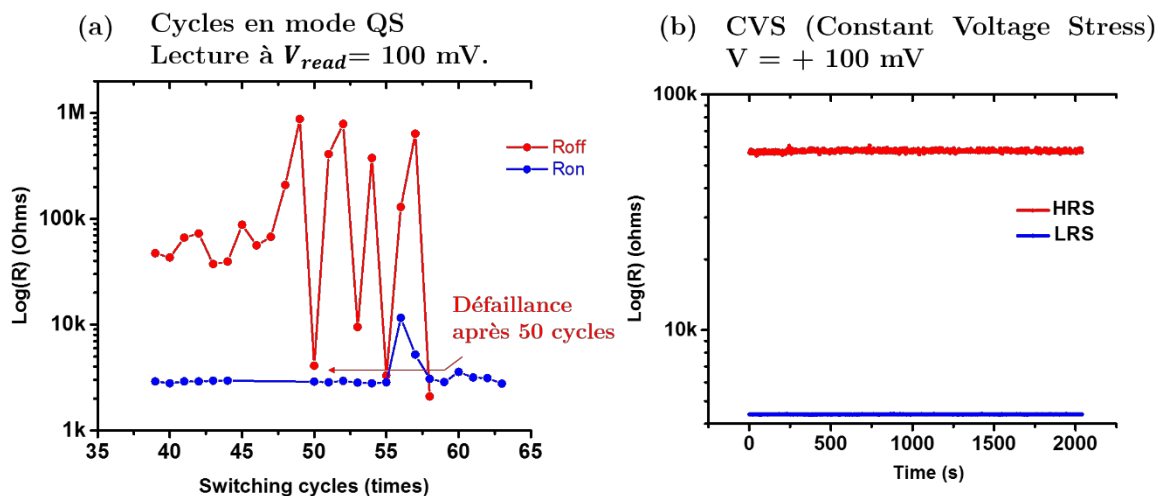 (a) Cycles en mode QS
Lecture à V_read= 100 mV.
1M
100k
10k
1k
Log(R) (Ohms)
Roff
Ron
Défaillance
après 50 cycles
35 40 45 50 55 60 65
Switching cycles (times)
(b) CVS (Constant Voltage Stress)
V = + 100 mV
100k
10k
Log(R) (ohms)
HRS
LRS
0 500 1000 1500 2000
Time (s)